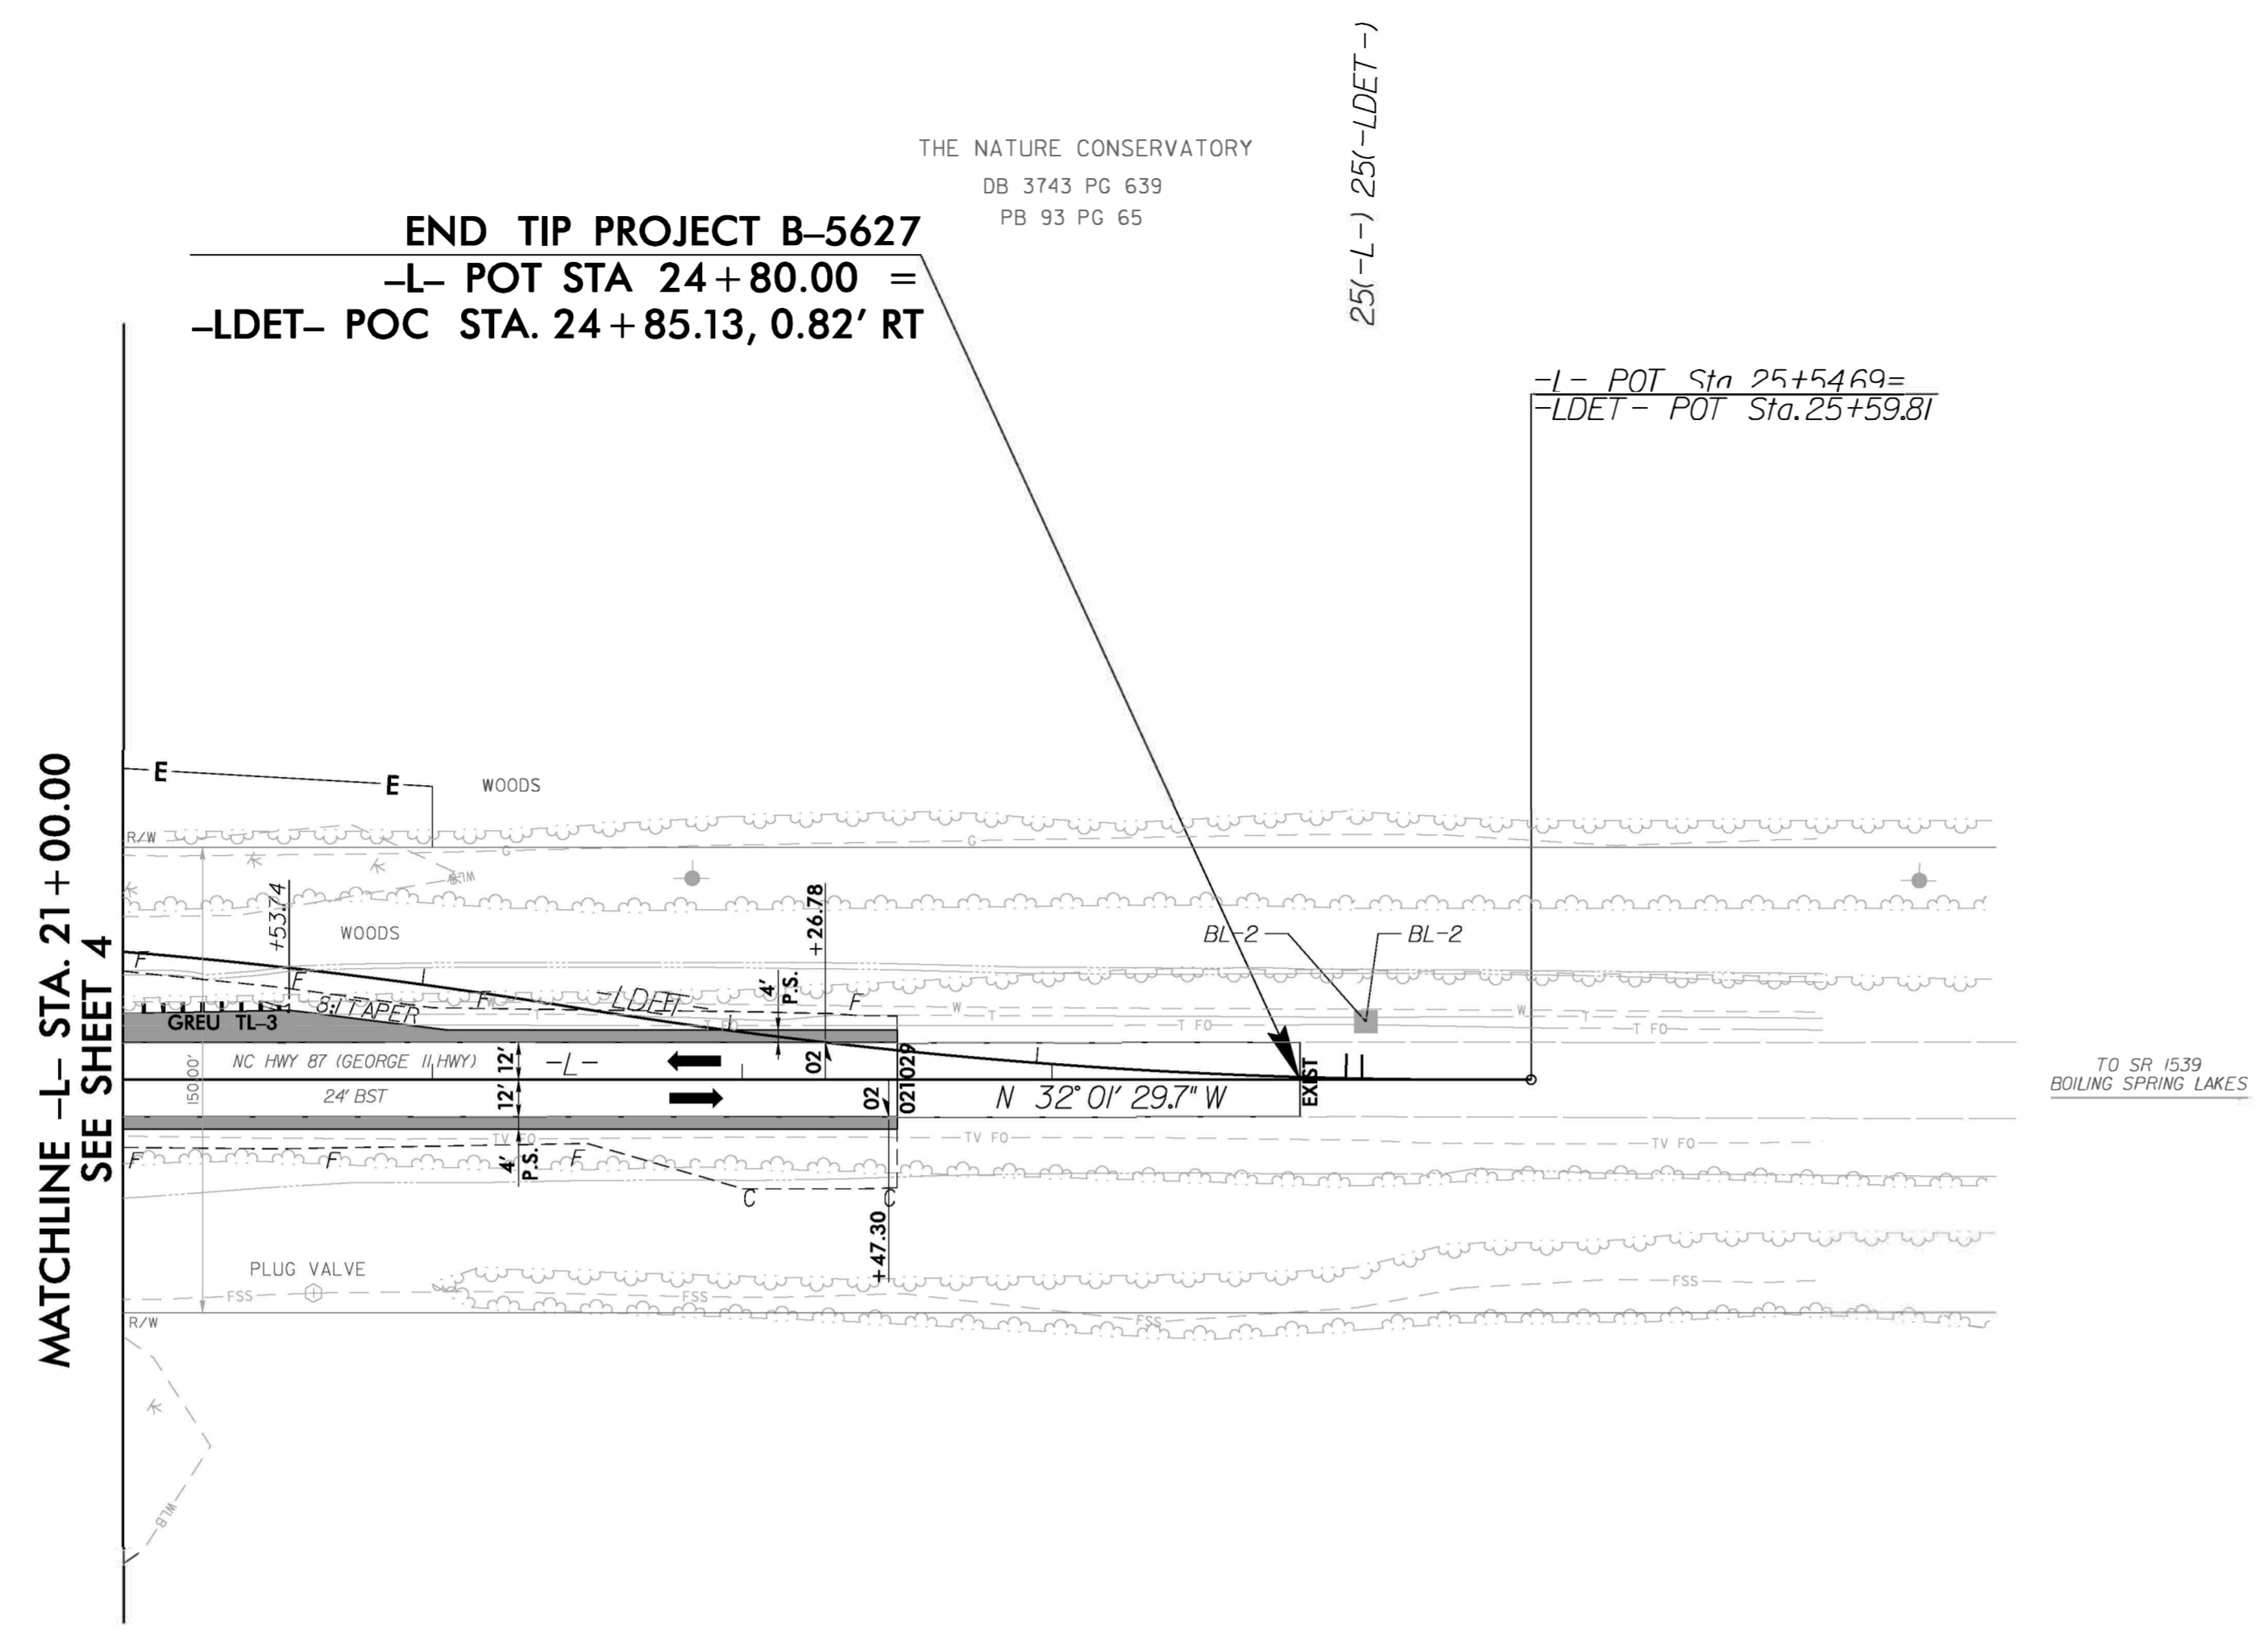 THE NATURE CONSERVATORY
DB 3743 PG 639
PB 93 PG 65
25(-L-) 25(-LDET-)
END TIP PROJECT B-5627
-L- POT STA 24+80.00 =
-LDET- POC STA. 24+85.13, 0.82' RT
-L- POT Sta 25+54.69=
-LDET- POT Sta. 25+59.81
MATCHLINE -L- STA. 21+00.00
SEE SHEET 4
E
E
WOODS
R/W
G
G
WLB
+53.74
WOODS
+26.78
BL-2
BL-2
F
F
F
-LDET-
4'
P.S.
F
W
W
T
T
T
8:1 TAPER
GREU TL-3
T FO
T FO
T FO
NC HWY 87 (GEORGE II HWY)
12'
-L-
02
021029
EXIST
TO SR 1539
BOILING SPRING LAKES
150.00'
24' BST
12'
02
N 32° 01' 29.7" W
TV FO
TV FO
TV FO
F
F
F
4'
P.S.
C
C
+47.30
PLUG VALVE
FSS
FSS
FSS
FSS
R/W
WLB